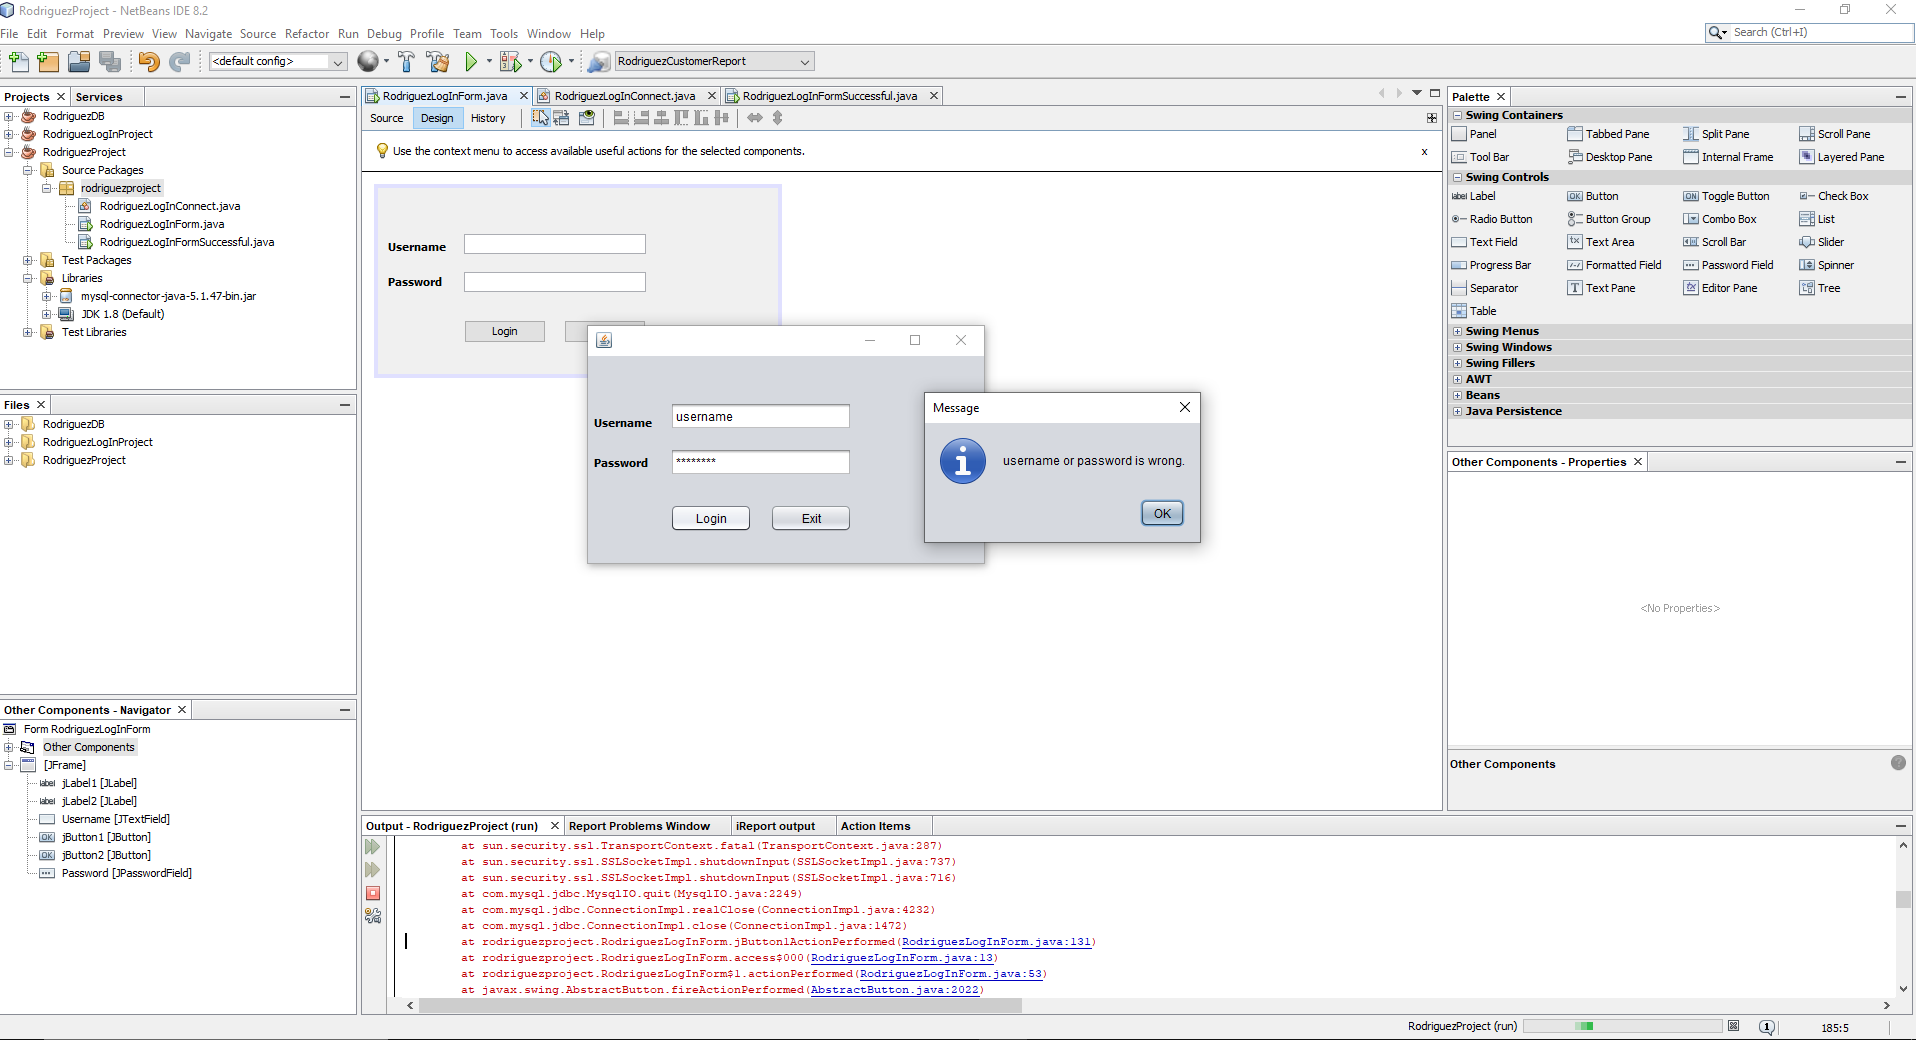 RodriguezProject - NetBeans IDE 8.2
File Edit Format Preview View Navigate Source Refactor Run Debug Profile Team Tools Window Help
Search (Ctrl+I)
<default config>
RodriguezCustomerReport
Projects Services
RodriguezDB
RodriguezLogInProject
RodriguezProject
Source Packages
rodriguezproject
RodriguezLogInConnect.java
RodriguezLogInForm.java
RodriguezLogInFormSuccessful.java
Test Packages
Libraries
mysql-connector-java-5.1.47-bin.jar
JDK 1.8 (Default)
Test Libraries
Files
RodriguezDB
RodriguezLogInProject
RodriguezProject
Other Components - Navigator
Form RodriguezLogInForm
Other Components
[JFrame]
label jLabel1 [JLabel]
label jLabel2 [JLabel]
Username [JTextField]
OK jButton1 [JButton]
OK jButton2 [JButton]
Password [JPasswordField]
RodriguezLogInForm.java RodriguezLogInConnect.java RodriguezLogInFormSuccessful.java
Source Design History
Use the context menu to access available useful actions for the selected components. x
Username
Password
Login
Username username
Password ********
Login Exit
Message
username or password is wrong.
OK
Output - RodriguezProject (run) Report Problems Window iReport output Action Items
at sun.security.ssl.TransportContext.fatal(TransportContext.java:287)
at sun.security.ssl.SSLSocketImpl.shutdownInput(SSLSocketImpl.java:737)
at sun.security.ssl.SSLSocketImpl.shutdownInput(SSLSocketImpl.java:716)
at com.mysql.jdbc.MysqlIO.quit(MysqlIO.java:2249)
at com.mysql.jdbc.ConnectionImpl.realClose(ConnectionImpl.java:4232)
at com.mysql.jdbc.ConnectionImpl.close(ConnectionImpl.java:1472)
at rodriguezproject.RodriguezLogInForm.jButton1ActionPerformed(RodriguezLogInForm.java:131)
at rodriguezproject.RodriguezLogInForm.access$000(RodriguezLogInForm.java:13)
at rodriguezproject.RodriguezLogInForm$1.actionPerformed(RodriguezLogInForm.java:53)
at javax.swing.AbstractButton.fireActionPerformed(AbstractButton.java:2022)
Palette
Swing Containers
Panel Tabbed Pane Split Pane Scroll Pane
Tool Bar Desktop Pane Internal Frame Layered Pane
Swing Controls
label Label OK Button ON Toggle Button Check Box
Radio Button Button Group Combo Box List
Text Field Text Area Scroll Bar Slider
Progress Bar Formatted Field Password Field Spinner
Separator Text Pane Editor Pane Tree
Table
Swing Menus
Swing Windows
Swing Fillers
AWT
Beans
Java Persistence
Other Components - Properties
<No Properties>
Other Components
RodriguezProject (run) 1 185:5